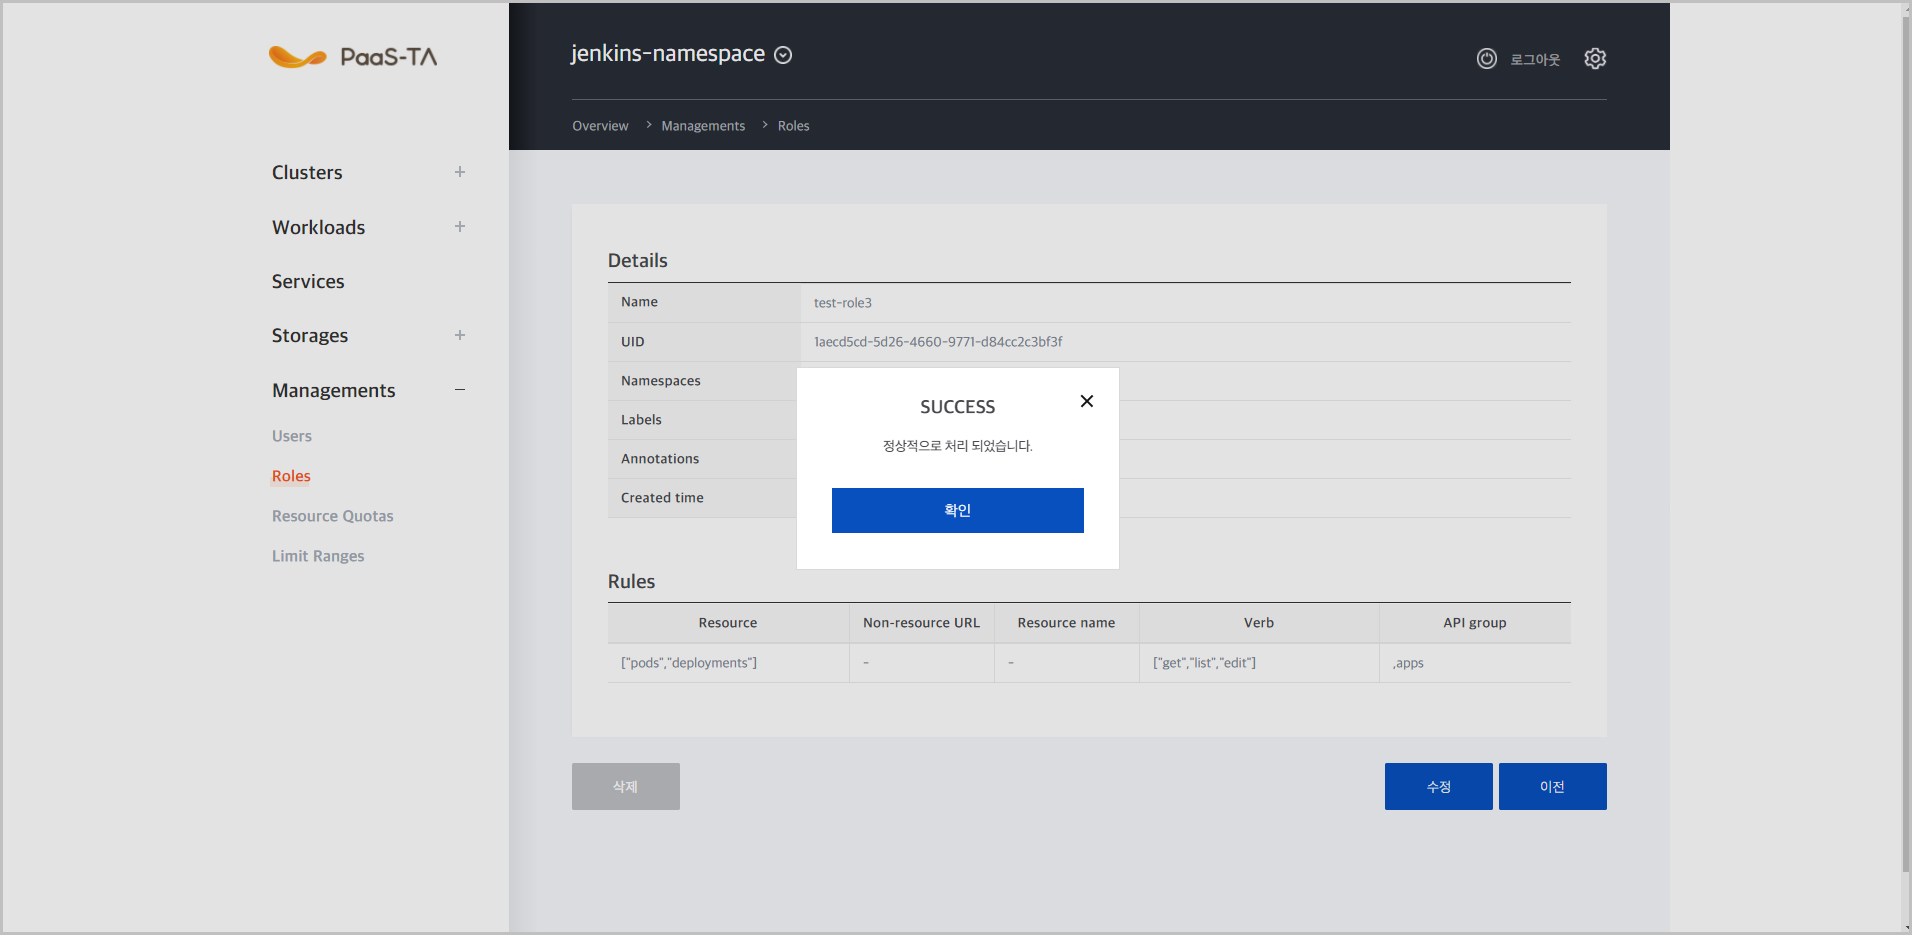 PaaS-TA
jenkins-namespace
로그아웃
Overview > Managements > Roles
Clusters +
Workloads +
Services
Storages +
Managements −
Users
Roles
Resource Quotas
Limit Ranges
Details
Name test-role3
UID 1aecd5cd-5d26-4660-9771-d84cc2c3bf3f
Namespaces
Labels
Annotations
Created time
SUCCESS
정상적으로 처리 되었습니다.
확인
Rules
Resource Non-resource URL Resource name Verb API group
["pods","deployments"] - - ["get","list","edit"] ,apps
삭제 수정 이전